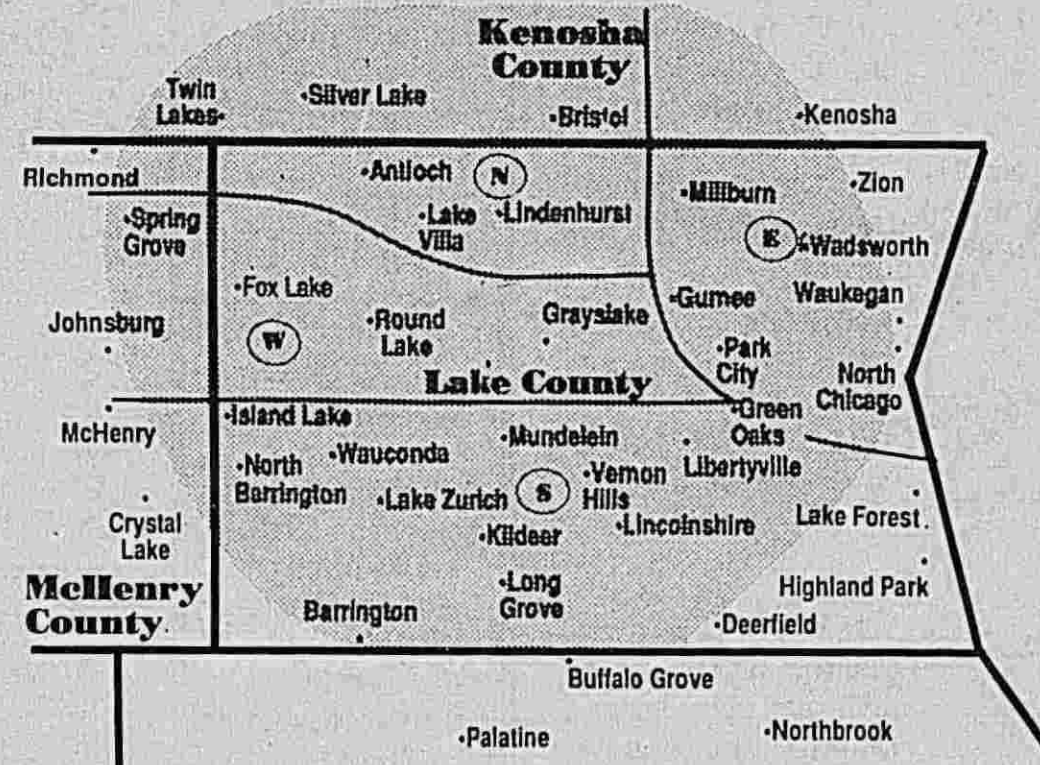 Kenosha
County
Twin
Lakes
Silver Lake
Bristol
Kenosha
Richmond
Antioch
N
Millburn
Zion
Spring
Grove
Lake
Villa
Lindenhurst
E
Wadsworth
Fox Lake
Gurnee
Waukegan
Johnsburg
W
Round
Lake
Grayslake
Park
City
North
Chicago
Lake County
Island Lake
Green
Oaks
McHenry
Mundelein
North
Barrington
Wauconda
Vernon
Hills
Libertyville
Lake Zurich
S
Crystal
Lake
Kildeer
Lincolnshire
Lake Forest
McHenry
County
Long
Grove
Highland Park
Barrington
Deerfield
Buffalo Grove
Palatine
Northbrook